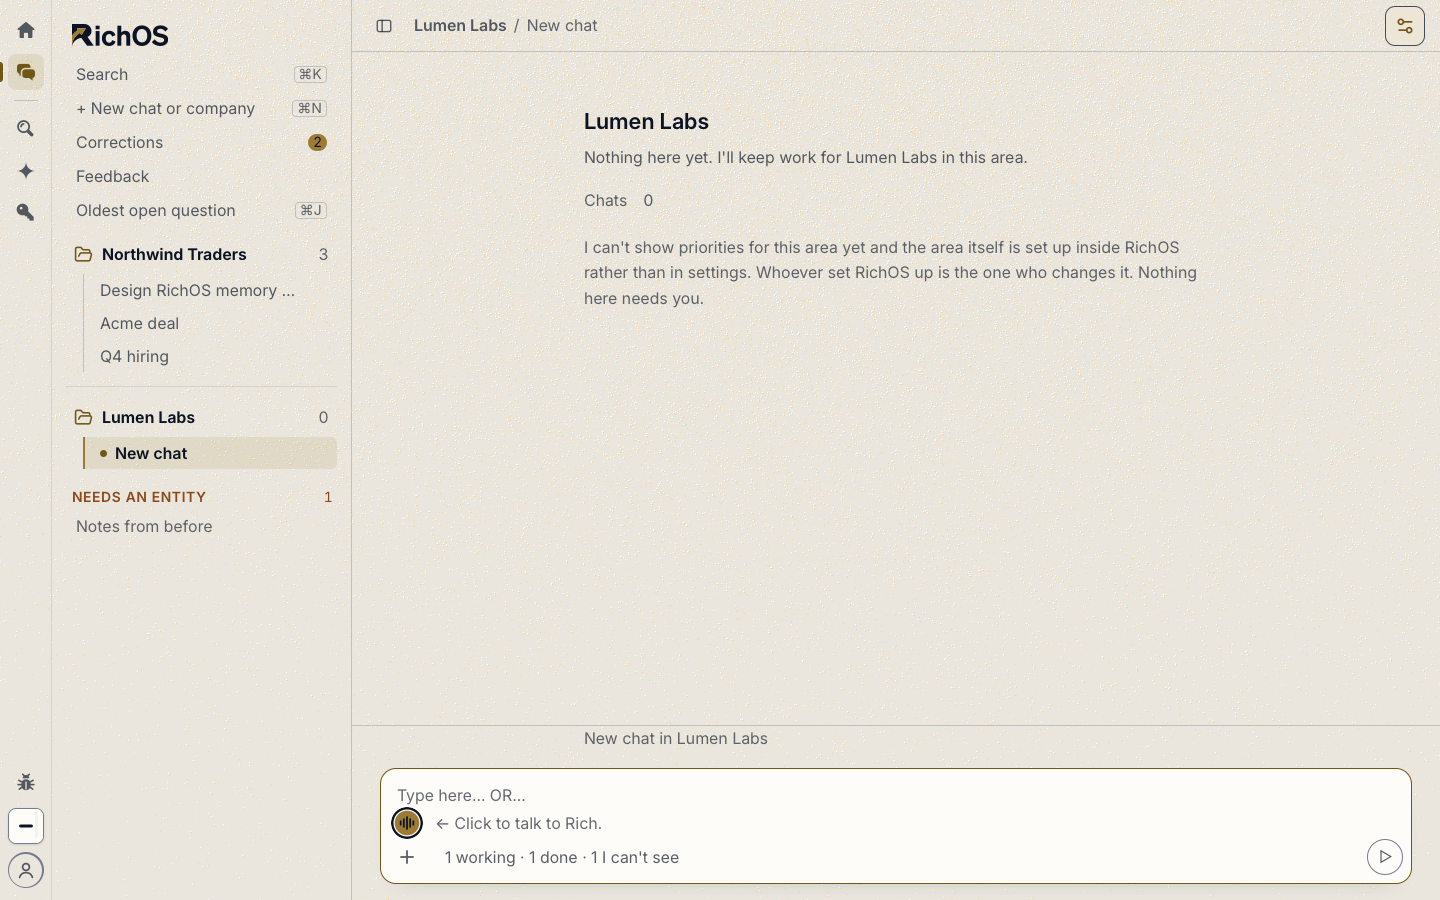 RichOS
Search ⌘K
+ New chat or company ⌘N
Corrections 2
Feedback
Oldest open question ⌘J
Northwind Traders 3
Design RichOS memory ...
Acme deal
Q4 hiring
Lumen Labs 0
New chat
NEEDS AN ENTITY 1
Notes from before
Lumen Labs / New chat
Lumen Labs
Nothing here yet. I'll keep work for Lumen Labs in this area.
Chats 0
I can't show priorities for this area yet and the area itself is set up inside RichOS
rather than in settings. Whoever set RichOS up is the one who changes it. Nothing
here needs you.
New chat in Lumen Labs
Type here... OR...
← Click to talk to Rich.
1 working · 1 done · 1 I can't see